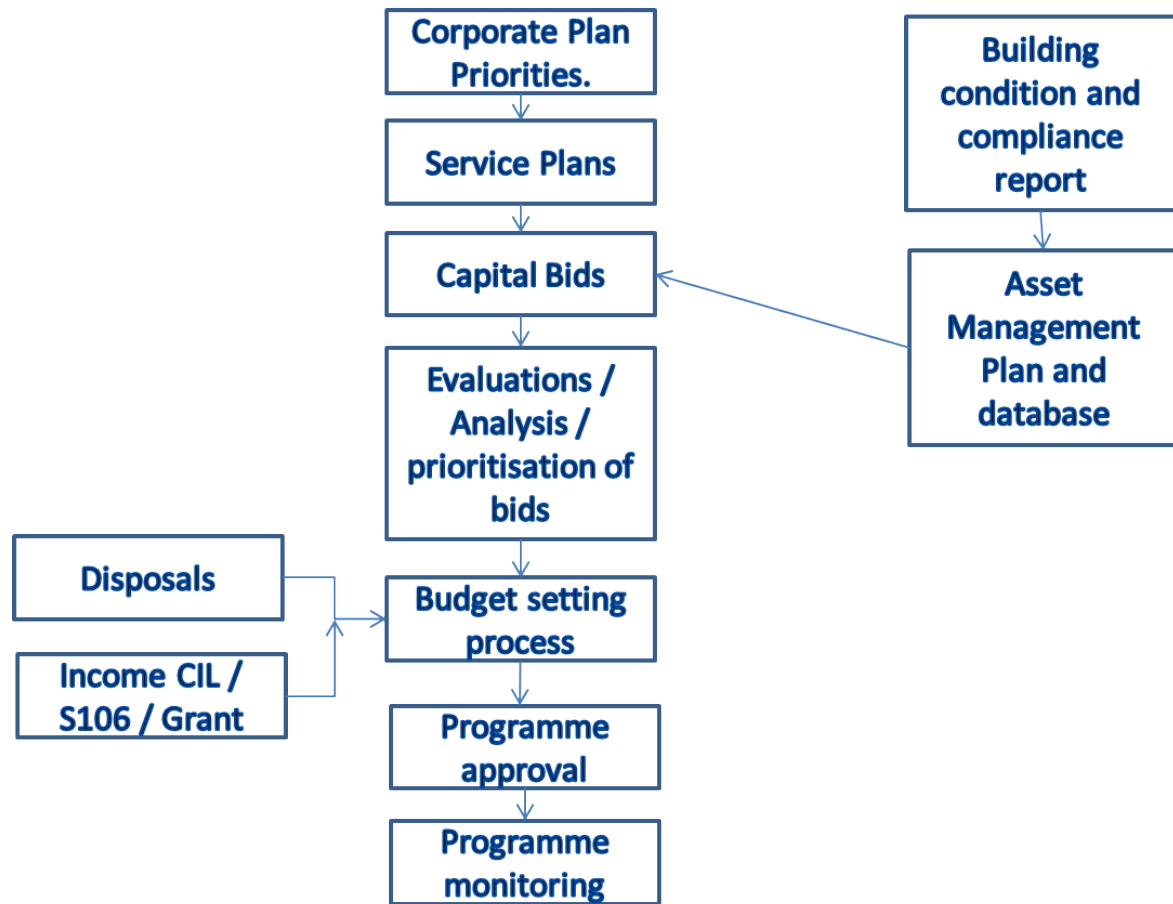 Corporate Plan
Priorities.
Building
condition and
compliance
report
Service Plans
Capital Bids
Asset
Management
Plan and
database
Evaluations /
Analysis /
prioritisation of
bids
Disposals
Budget setting
process
Income CIL /
S106 / Grant
Programme
approval
Programme
monitoring